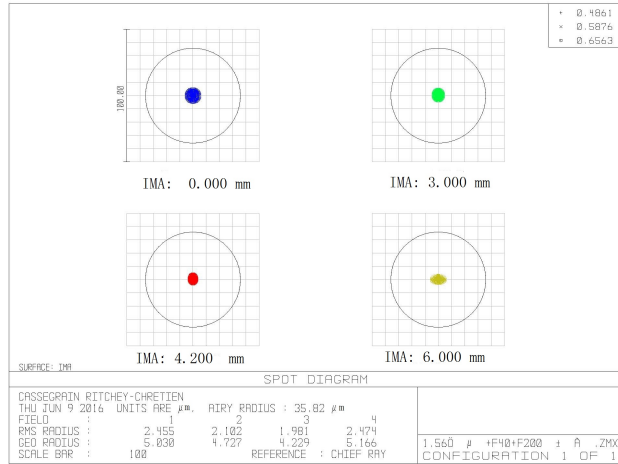 + 0.4861
× 0.5876
¤ 0.6563
100.00
IMA: 0.000 mm
IMA: 3.000 mm
IMA: 4.200 mm
IMA: 6.000 mm
SURFACE: IMA
SPOT DIAGRAM
CASSEGRAIN RITCHEY-CHRETIEN
THU JUN 9 2016 UNITS ARE μm. AIRY RADIUS : 35.82 μm
FIELD : 1 2 3 4
RMS RADIUS : 2.455 2.102 1.981 2.474
GEO RADIUS : 5.030 4.727 4.229 5.166
SCALE BAR : 100 REFERENCE : CHIEF RAY
1.56Ö μ +F40+F200 ± Â .ZMX
CONFIGURATION 1 OF 1